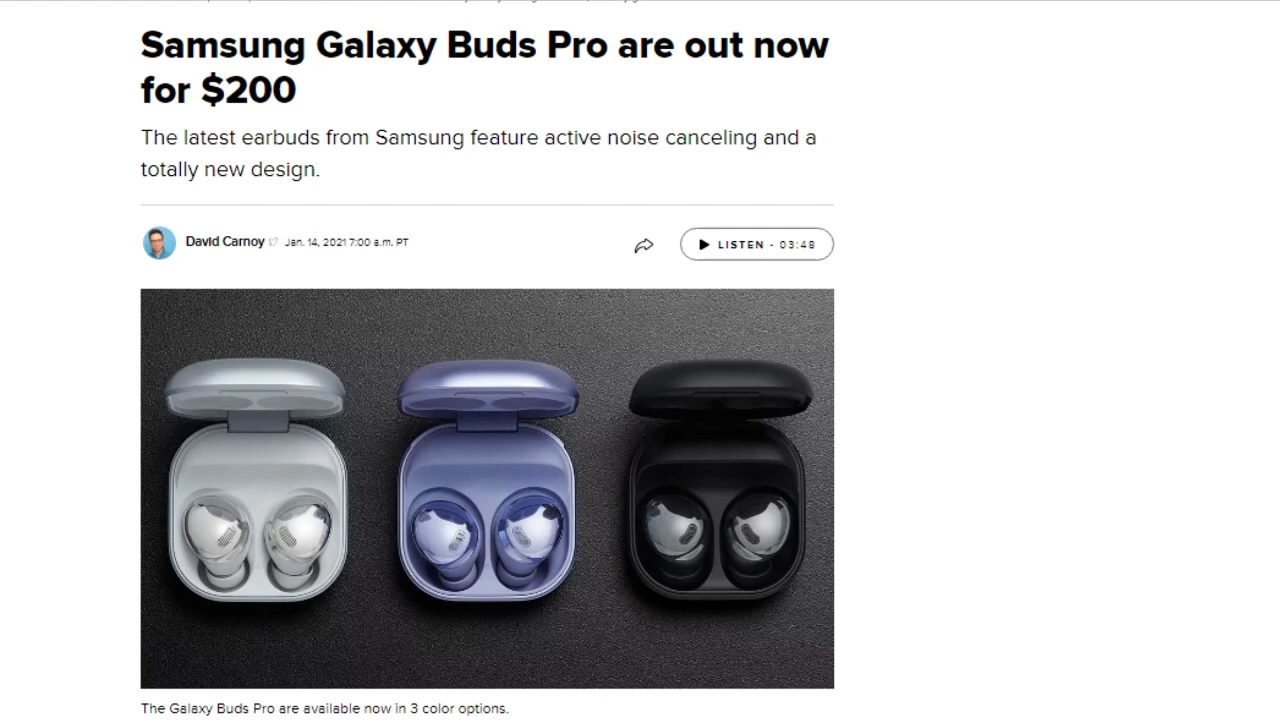 Samsung Galaxy Buds Pro are out now
for $200
The latest earbuds from Samsung feature active noise canceling and a
totally new design.
David Carnoy Jan. 14, 2021 7:00 a.m. PT
LISTEN - 03:48
The Galaxy Buds Pro are available now in 3 color options.